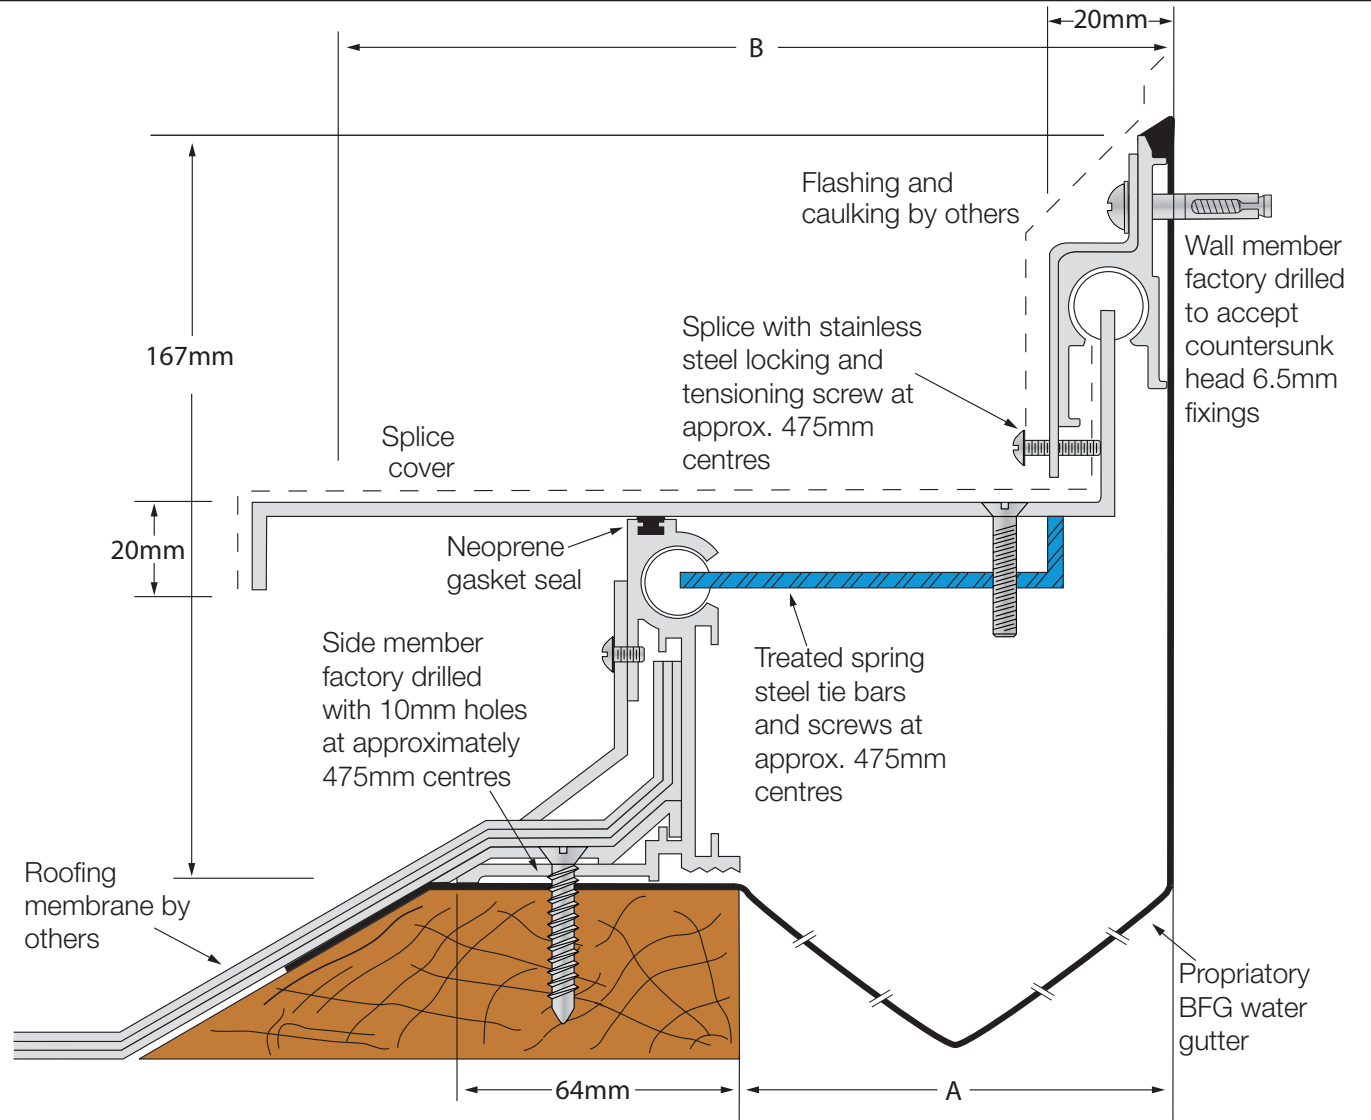 20mm
B
Flashing and
caulking by others
Wall member
factory drilled
to accept
countersunk
head 6.5mm
fixings
167mm
Splice with stainless
steel locking and
tensioning screw at
approx. 475mm
centres
Splice
cover
20mm
Neoprene
gasket seal
Side member
factory drilled
with 10mm holes
at approximately
475mm centres
Treated spring
steel tie bars
and screws at
approx. 475mm
centres
Roofing
membrane by
others
Propriatory
BFG water
gutter
64mm
A